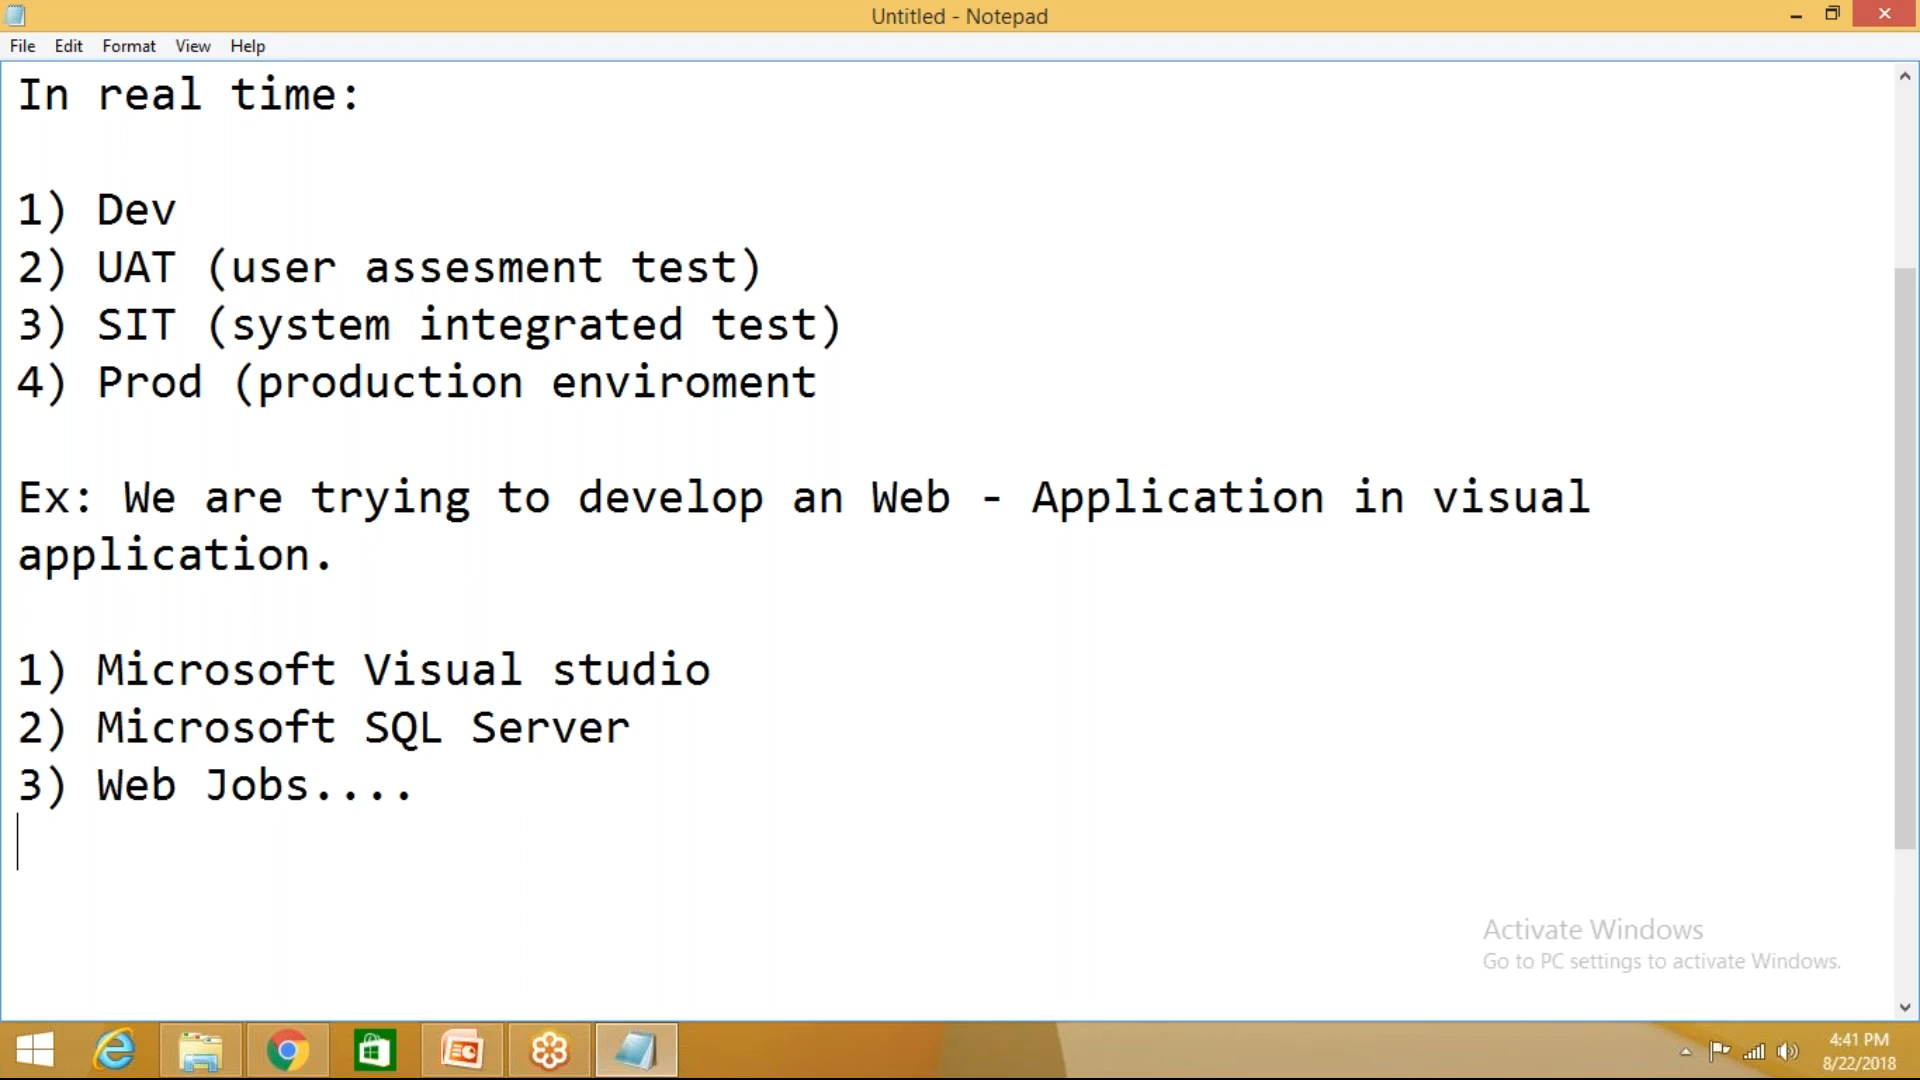 Untitled - Notepad
File Edit Format View Help
In real time:
1) Dev
2) UAT (user assesment test)
3) SIT (system integrated test)
4) Prod (production enviroment
Ex: We are trying to develop an Web - Application in visual
application.
1) Microsoft Visual studio
2) Microsoft SQL Server
3) Web Jobs....
Activate Windows
Go to PC settings to activate Windows.
4:41 PM
8/22/2018